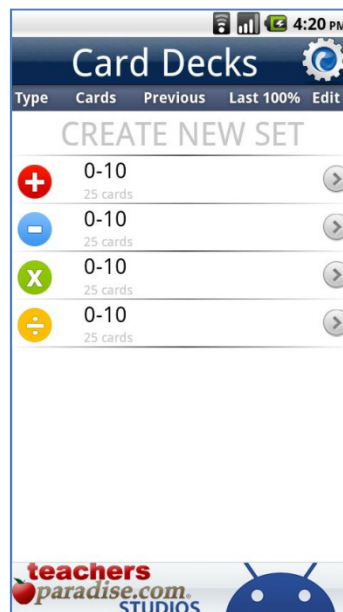 4:20 PM
Card Decks
Type Cards Previous Last 100% Edit
CREATE NEW SET
+ 0-10
25 cards
- 0-10
25 cards
x 0-10
25 cards
÷ 0-10
25 cards
teachers
paradise.com.
STUDIOS